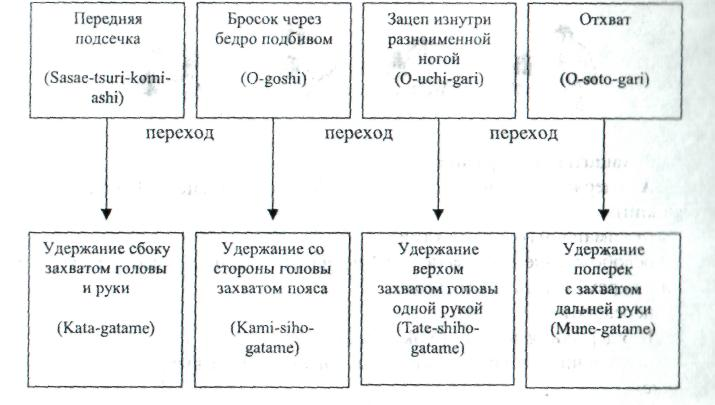 Передняя
подсечка
(Sasae-tsuri-komi-
ashi)
Бросок через
бедро подбивом
(O-goshi)
Зацеп изнутри
разноименной
ногой
(O-uchi-gari)
Отхват
(O-soto-gari)
переход
переход
переход
Удержание сбоку
захватом головы
и руки
(Kata-gatame)
Удержание со
стороны головы
захватом пояса
(Kami-siho-
gatame)
Удержание
верхом
захватом головы
одной рукой
(Tate-shiho-
gatame)
Удержание
поперек
с захватом
дальней руки
(Mune-gatame)